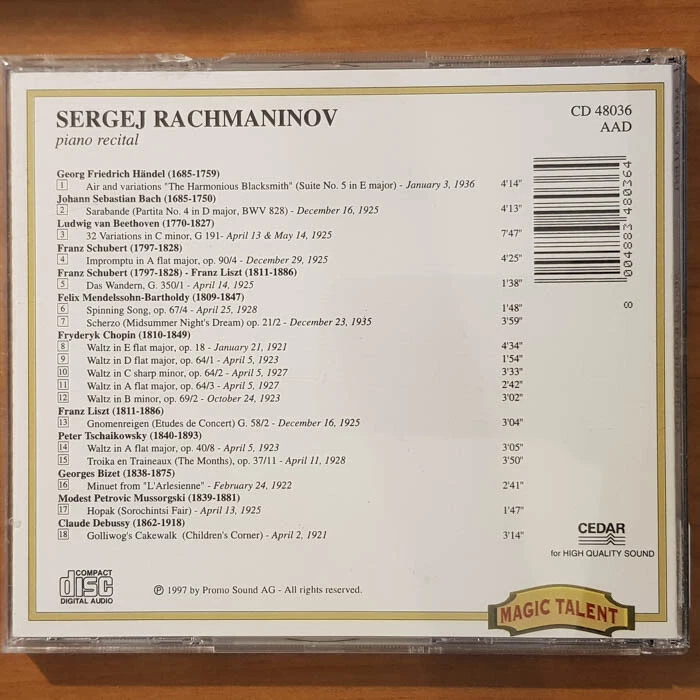 SERGEJ RACHMANINOV
piano recital
CD 48036
AAD
Georg Friedrich Händel (1685-1759)
1 Air and variations "The Harmonious Blacksmith" (Suite No. 5 in E major) - January 3, 1936 4'14"
Johann Sebastian Bach (1685-1750)
2 Sarabande (Partita No. 4 in D major, BWV 828) - December 16, 1925 4'13"
Ludwig van Beethoven (1770-1827)
3 32 Variations in C minor, G 191- April 13 & May 14, 1925 7'47"
Franz Schubert (1797-1828)
4 Impromptu in A flat major, op. 90/4 - December 29, 1925 4'25"
Franz Schubert (1797-1828) - Franz Liszt (1811-1886)
5 Das Wandern, G. 350/1 - April 14, 1925 1'38"
Felix Mendelssohn-Bartholdy (1809-1847)
6 Spinning Song, op. 67/4 - April 25, 1928 1'48"
7 Scherzo (Midsummer Night's Dream) op. 21/2 - December 23, 1935 3'59"
Fryderyk Chopin (1810-1849)
8 Waltz in E flat major, op. 18 - January 21, 1921 4'34"
9 Waltz in D flat major, op. 64/1 - April 5, 1923 1'54"
10 Waltz in C sharp minor, op. 64/2 - April 5, 1927 3'33"
11 Waltz in A flat major, op. 64/3 - April 5, 1927 2'42"
12 Waltz in B minor, op. 69/2 - October 24, 1923 3'02"
Franz Liszt (1811-1886)
13 Gnomenreigen (Etudes de Concert) G. 58/2 - December 16, 1925 3'04"
Peter Tschaikowsky (1840-1893)
14 Waltz in A flat major, op. 40/8 - April 5, 1923 3'05"
15 Troika en Traineaux (The Months), op. 37/11 - April 11, 1928 3'50"
Georges Bizet (1838-1875)
16 Minuet from "L'Arlesienne" - February 24, 1922 2'41"
Modest Petrovic Mussorgski (1839-1881)
17 Hopak (Sorochintsi Fair) - April 13, 1925 1'47"
Claude Debussy (1862-1918)
18 Golliwog's Cakewalk (Children's Corner) - April 2, 1921 3'14"
0 04883 48036 4
8
CEDAR
for HIGH QUALITY SOUND
COMPACT
disc
DIGITAL AUDIO
℗ 1997 by Promo Sound AG - All rights reserved.
MAGIC TALENT